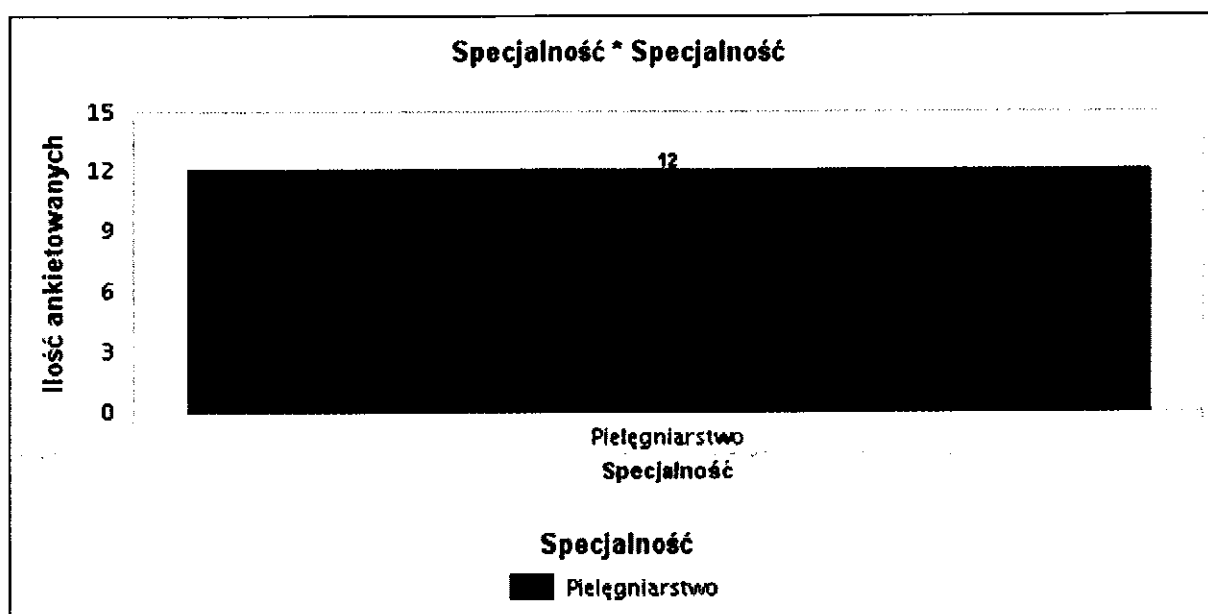 Specjalność * Specjalność
15
12
12
9
6
3
0
Ilość ankietowanych
Pielęgniarstwo
Specjalność
Specjalność
Pielęgniarstwo